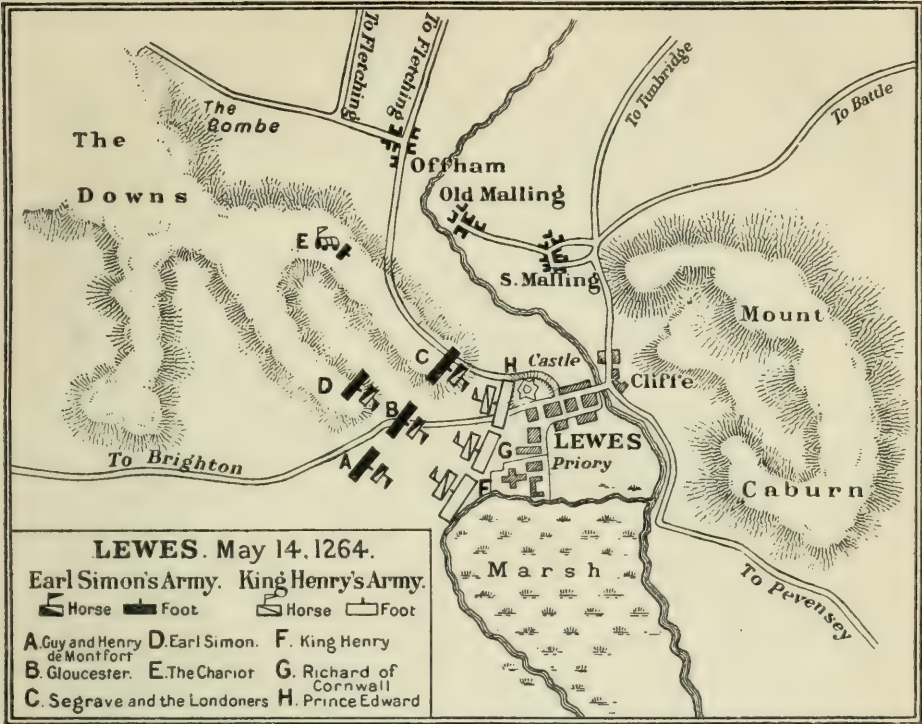 To Fletching
To Fletching
To Tunbridge
To Battle
The
Bombe
The
Downs
Offham
Old Malling
E
S. Malling
Mount
C
H
Castle
Cliffe
D
B
LEWES
G
Priory
To Brighton
A
F
Caburn
Marsh
To Pevensey
LEWES. May 14, 1264.
Earl Simon's Army. King Henry's Army.
Horse Foot Horse Foot
A. Guy and Henry de Montfort D. Earl Simon. F. King Henry
B. Gloucester. E. The Chariot G. Richard of Cornwall
C. Segrave and the Londoners H. Prince Edward